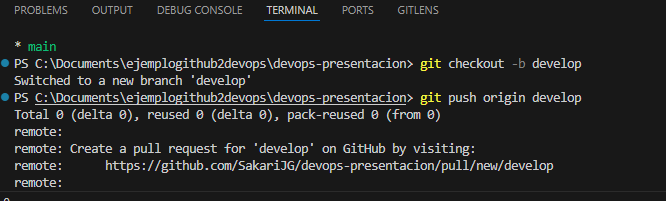 PROBLEMS OUTPUT DEBUG CONSOLE TERMINAL PORTS GITLENS
* main
PS C:\Documents\ejemplogithub2devops\devops-presentacion> git checkout -b develop
Switched to a new branch 'develop'
PS C:\Documents\ejemplogithub2devops\devops-presentacion> git push origin develop
Total 0 (delta 0), reused 0 (delta 0), pack-reused 0 (from 0)
remote:
remote: Create a pull request for 'develop' on GitHub by visiting:
remote:      https://github.com/SakariJG/devops-presentacion/pull/new/develop
remote: